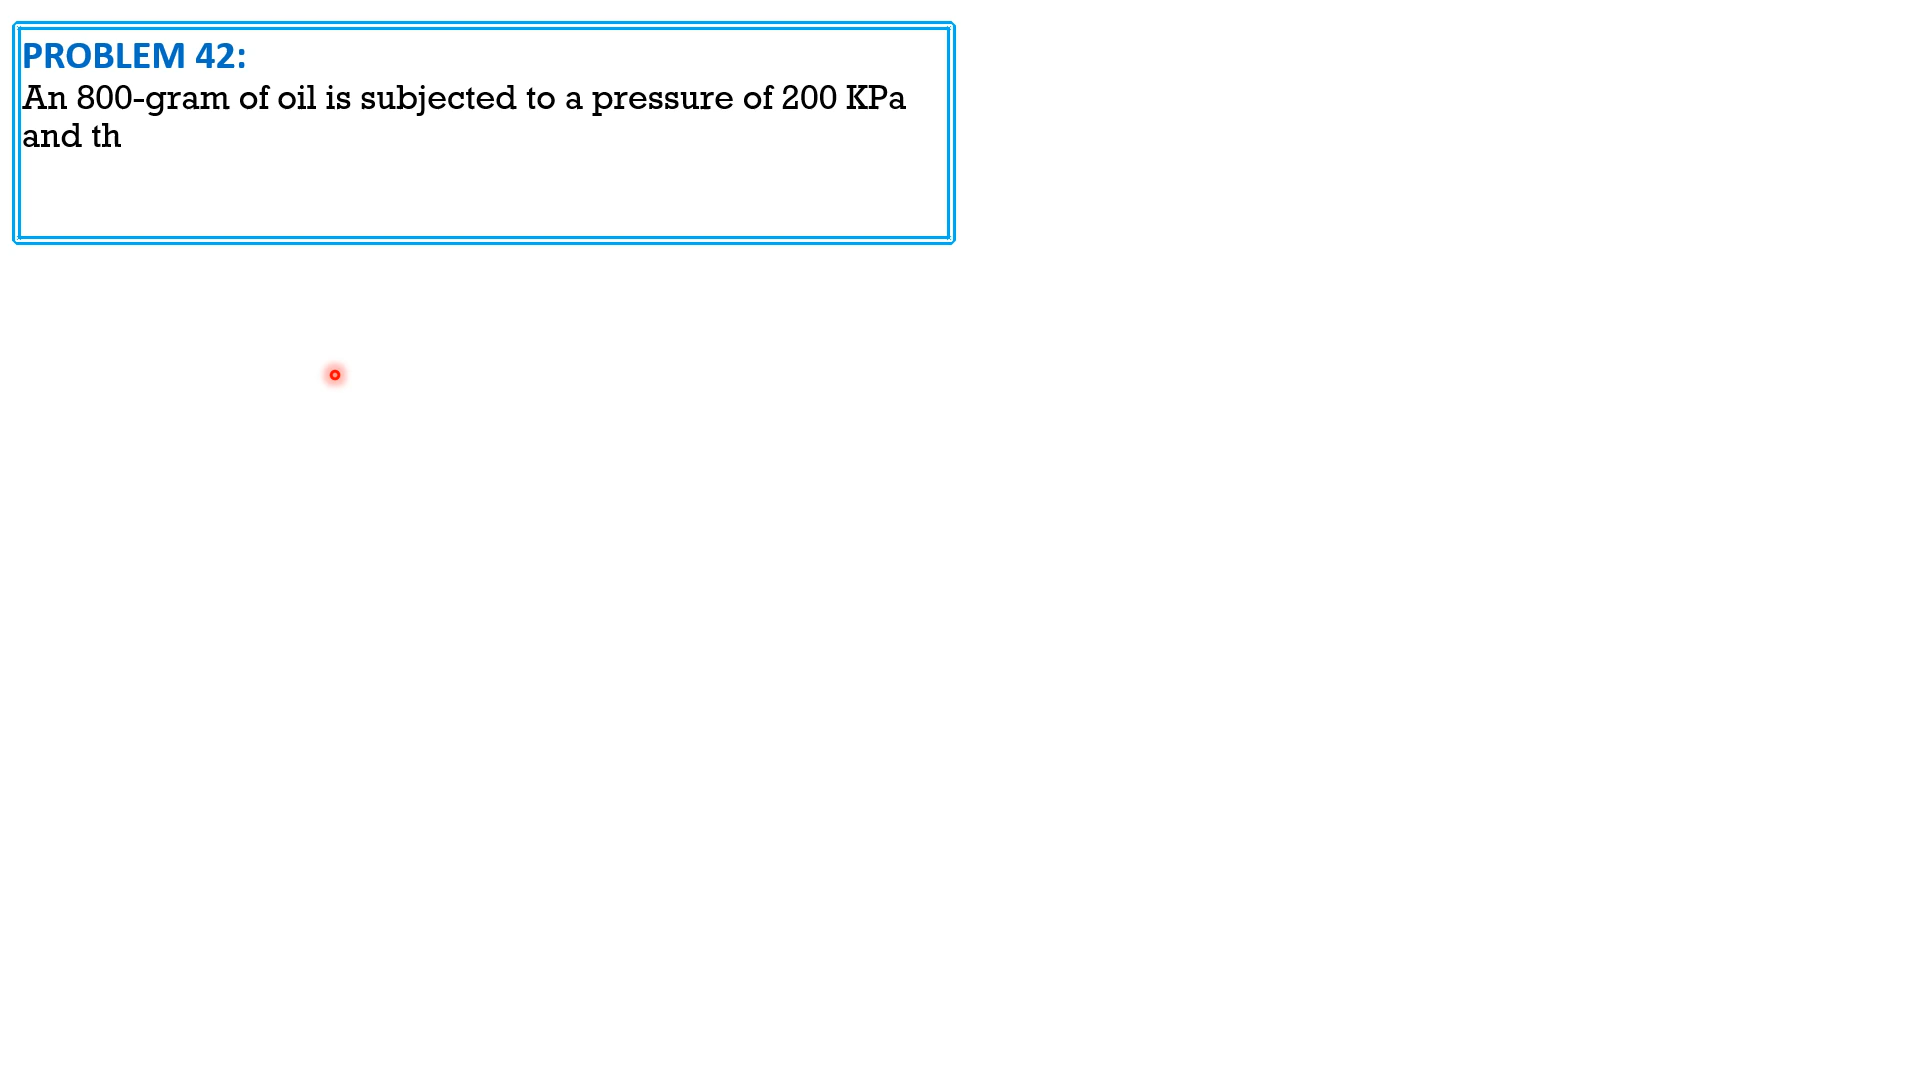 PROBLEM 42:
An 800-gram of oil is subjected to a pressure of 200 KPa
and th